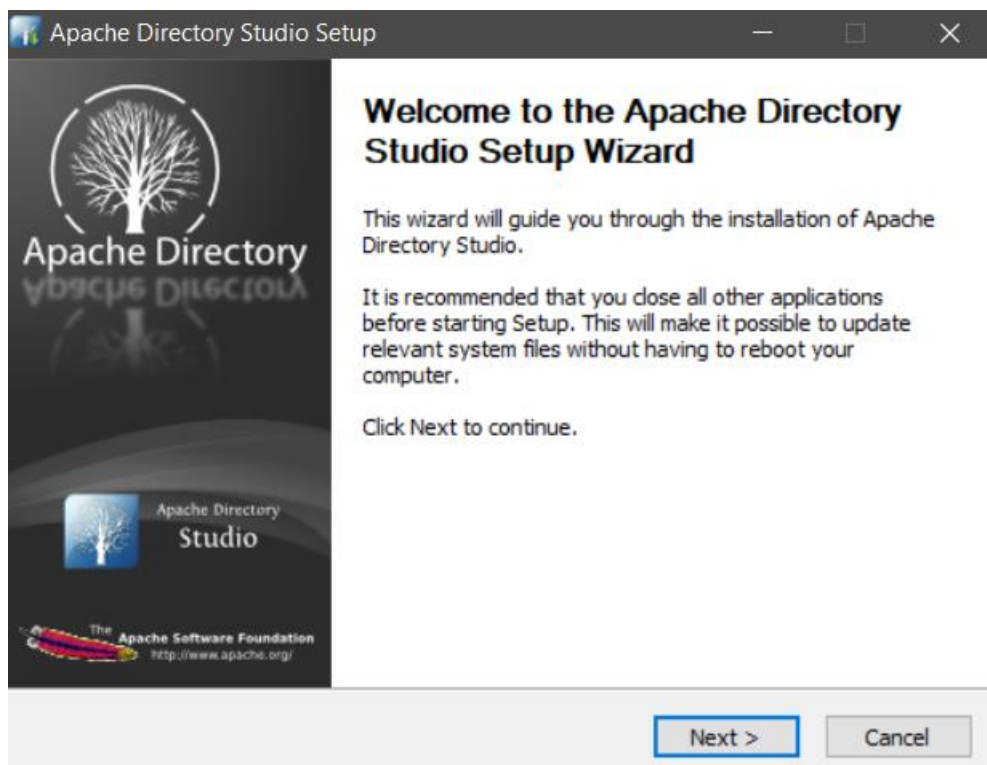 Apache Directory Studio Setup
Apache Directory
Apache Directory
Studio
The
Apache Software Foundation
http://www.apache.org/
Welcome to the Apache Directory
Studio Setup Wizard
This wizard will guide you through the installation of Apache
Directory Studio.
It is recommended that you close all other applications
before starting Setup. This will make it possible to update
relevant system files without having to reboot your
computer.
Click Next to continue.
Next >
Cancel